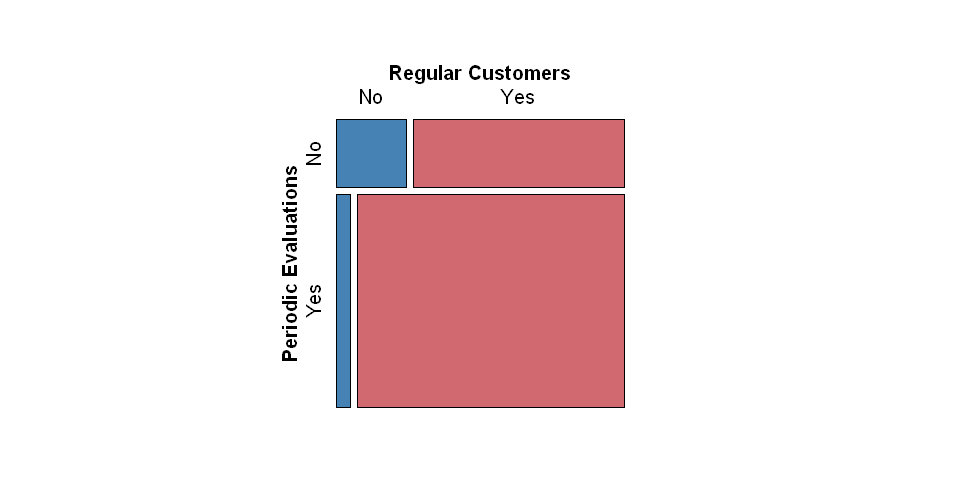 Regular Customers
No Yes
Periodic Evaluations
No
Yes